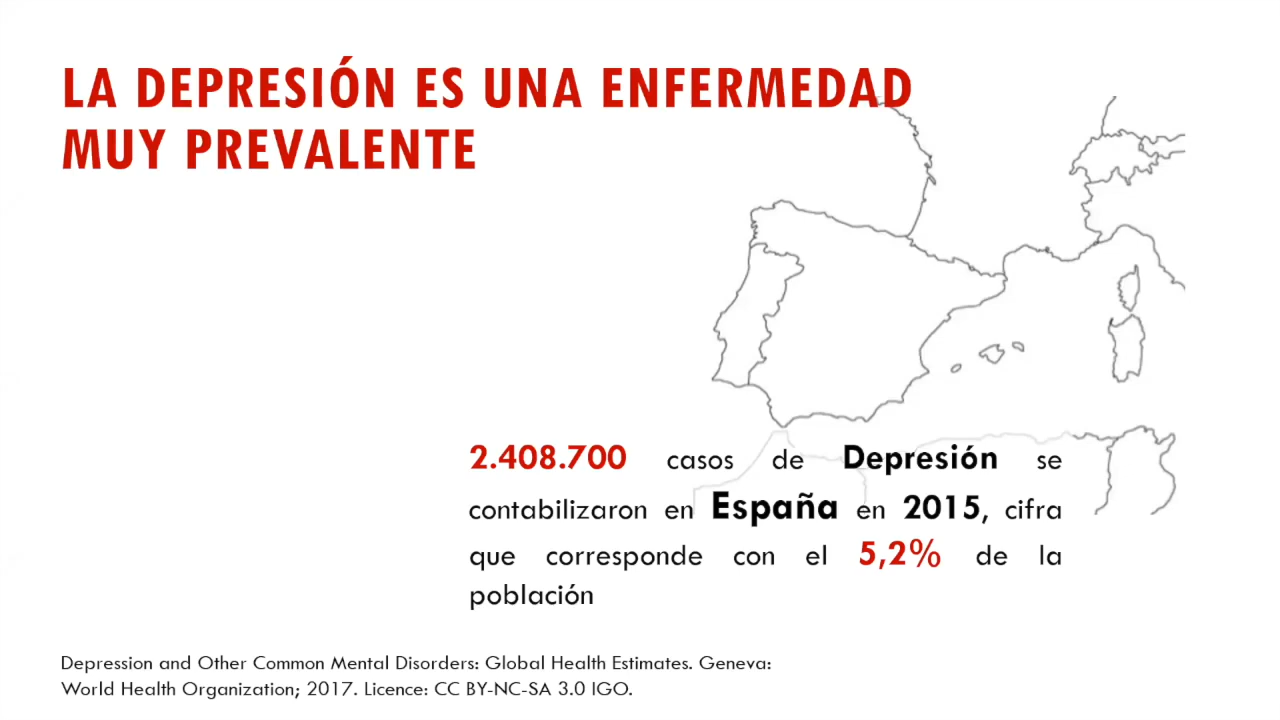 LA DEPRESIÓN ES UNA ENFERMEDAD
MUY PREVALENTE
2.408.700 casos de Depresión se
contabilizaron en España en 2015, cifra
que corresponde con el 5,2% de la
población
Depression and Other Common Mental Disorders: Global Health Estimates. Geneva:
World Health Organization; 2017. Licence: CC BY-NC-SA 3.0 IGO.